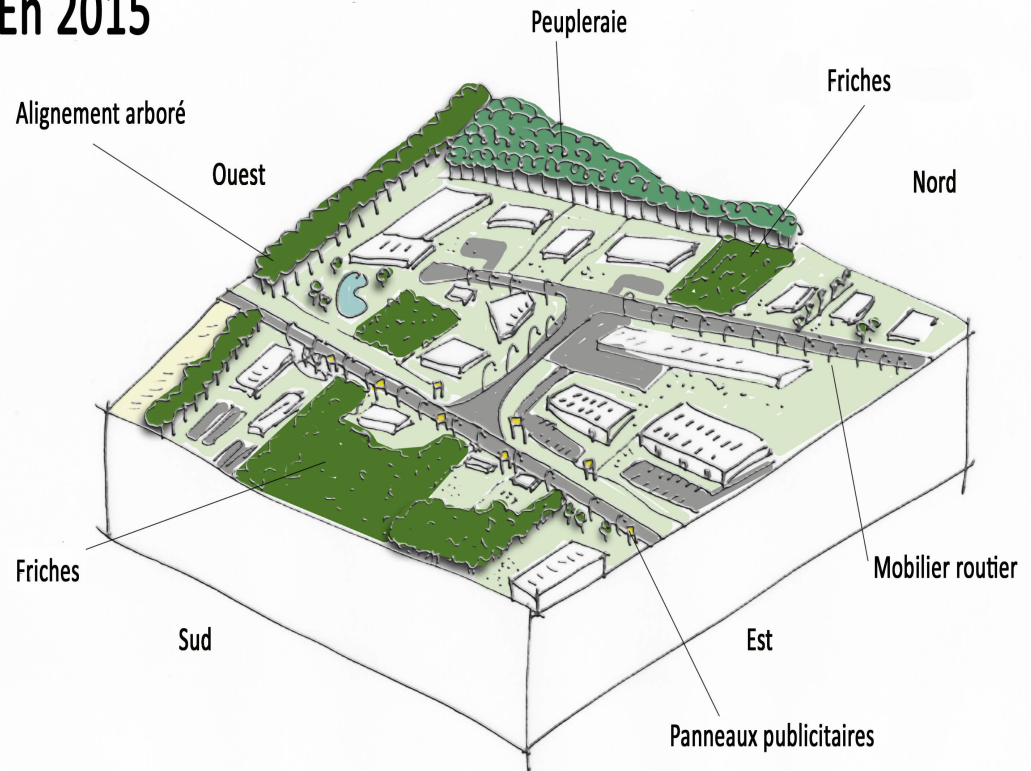 En 2015
Peupleraie
Friches
Alignement arboré
Ouest
Nord
Friches
Mobilier routier
Sud
Est
Panneaux publicitaires